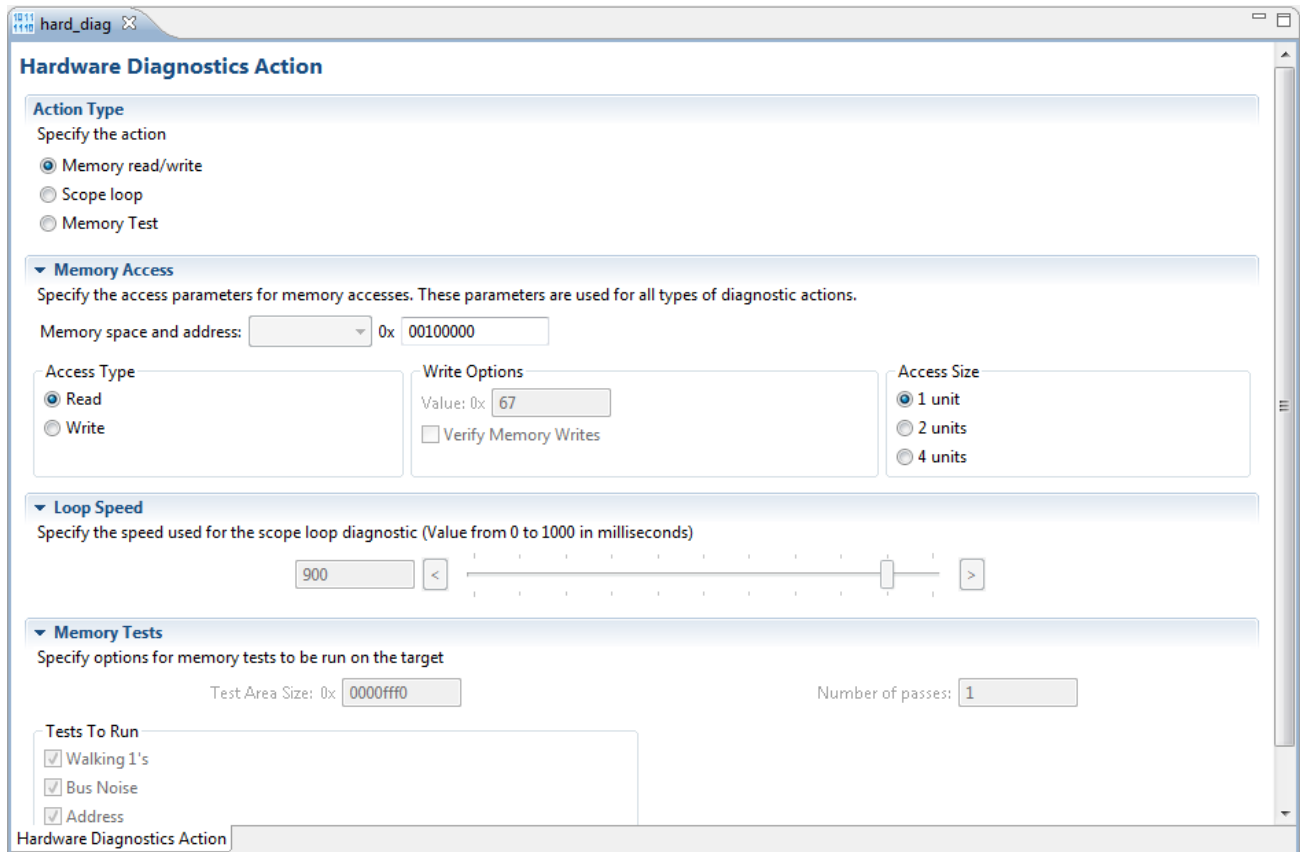 1011
1110 hard_diag
Hardware Diagnostics Action
Action Type
Specify the action
Memory read/write
Scope loop
Memory Test
Memory Access
Specify the access parameters for memory accesses. These parameters are used for all types of diagnostic actions.
Memory space and address: 0x 00100000
Access Type
Read
Write
Write Options
Value: 0x 67
Verify Memory Writes
Access Size
1 unit
2 units
4 units
Loop Speed
Specify the speed used for the scope loop diagnostic (Value from 0 to 1000 in milliseconds)
900 < >
Memory Tests
Specify options for memory tests to be run on the target
Test Area Size: 0x 0000fff0 Number of passes: 1
Tests To Run
Walking 1's
Bus Noise
Address
Hardware Diagnostics Action